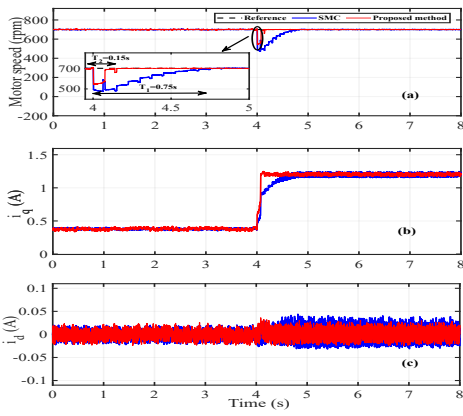 Reference SMC Proposed method
Motor speed (rpm)
800
600
400
200
0
-200
T2=0.15s
700
500
T1=0.75s
4 4.5 5
(a)
0 1 2 3 4 5 6 7 8
i_q (A)
1.5
1
0.5
0
(b)
0 1 2 3 4 5 6 7 8
i_d (A)
0.1
0.05
0
-0.05
-0.1
(c)
0 1 2 3 4 5 6 7 8
Time (s)